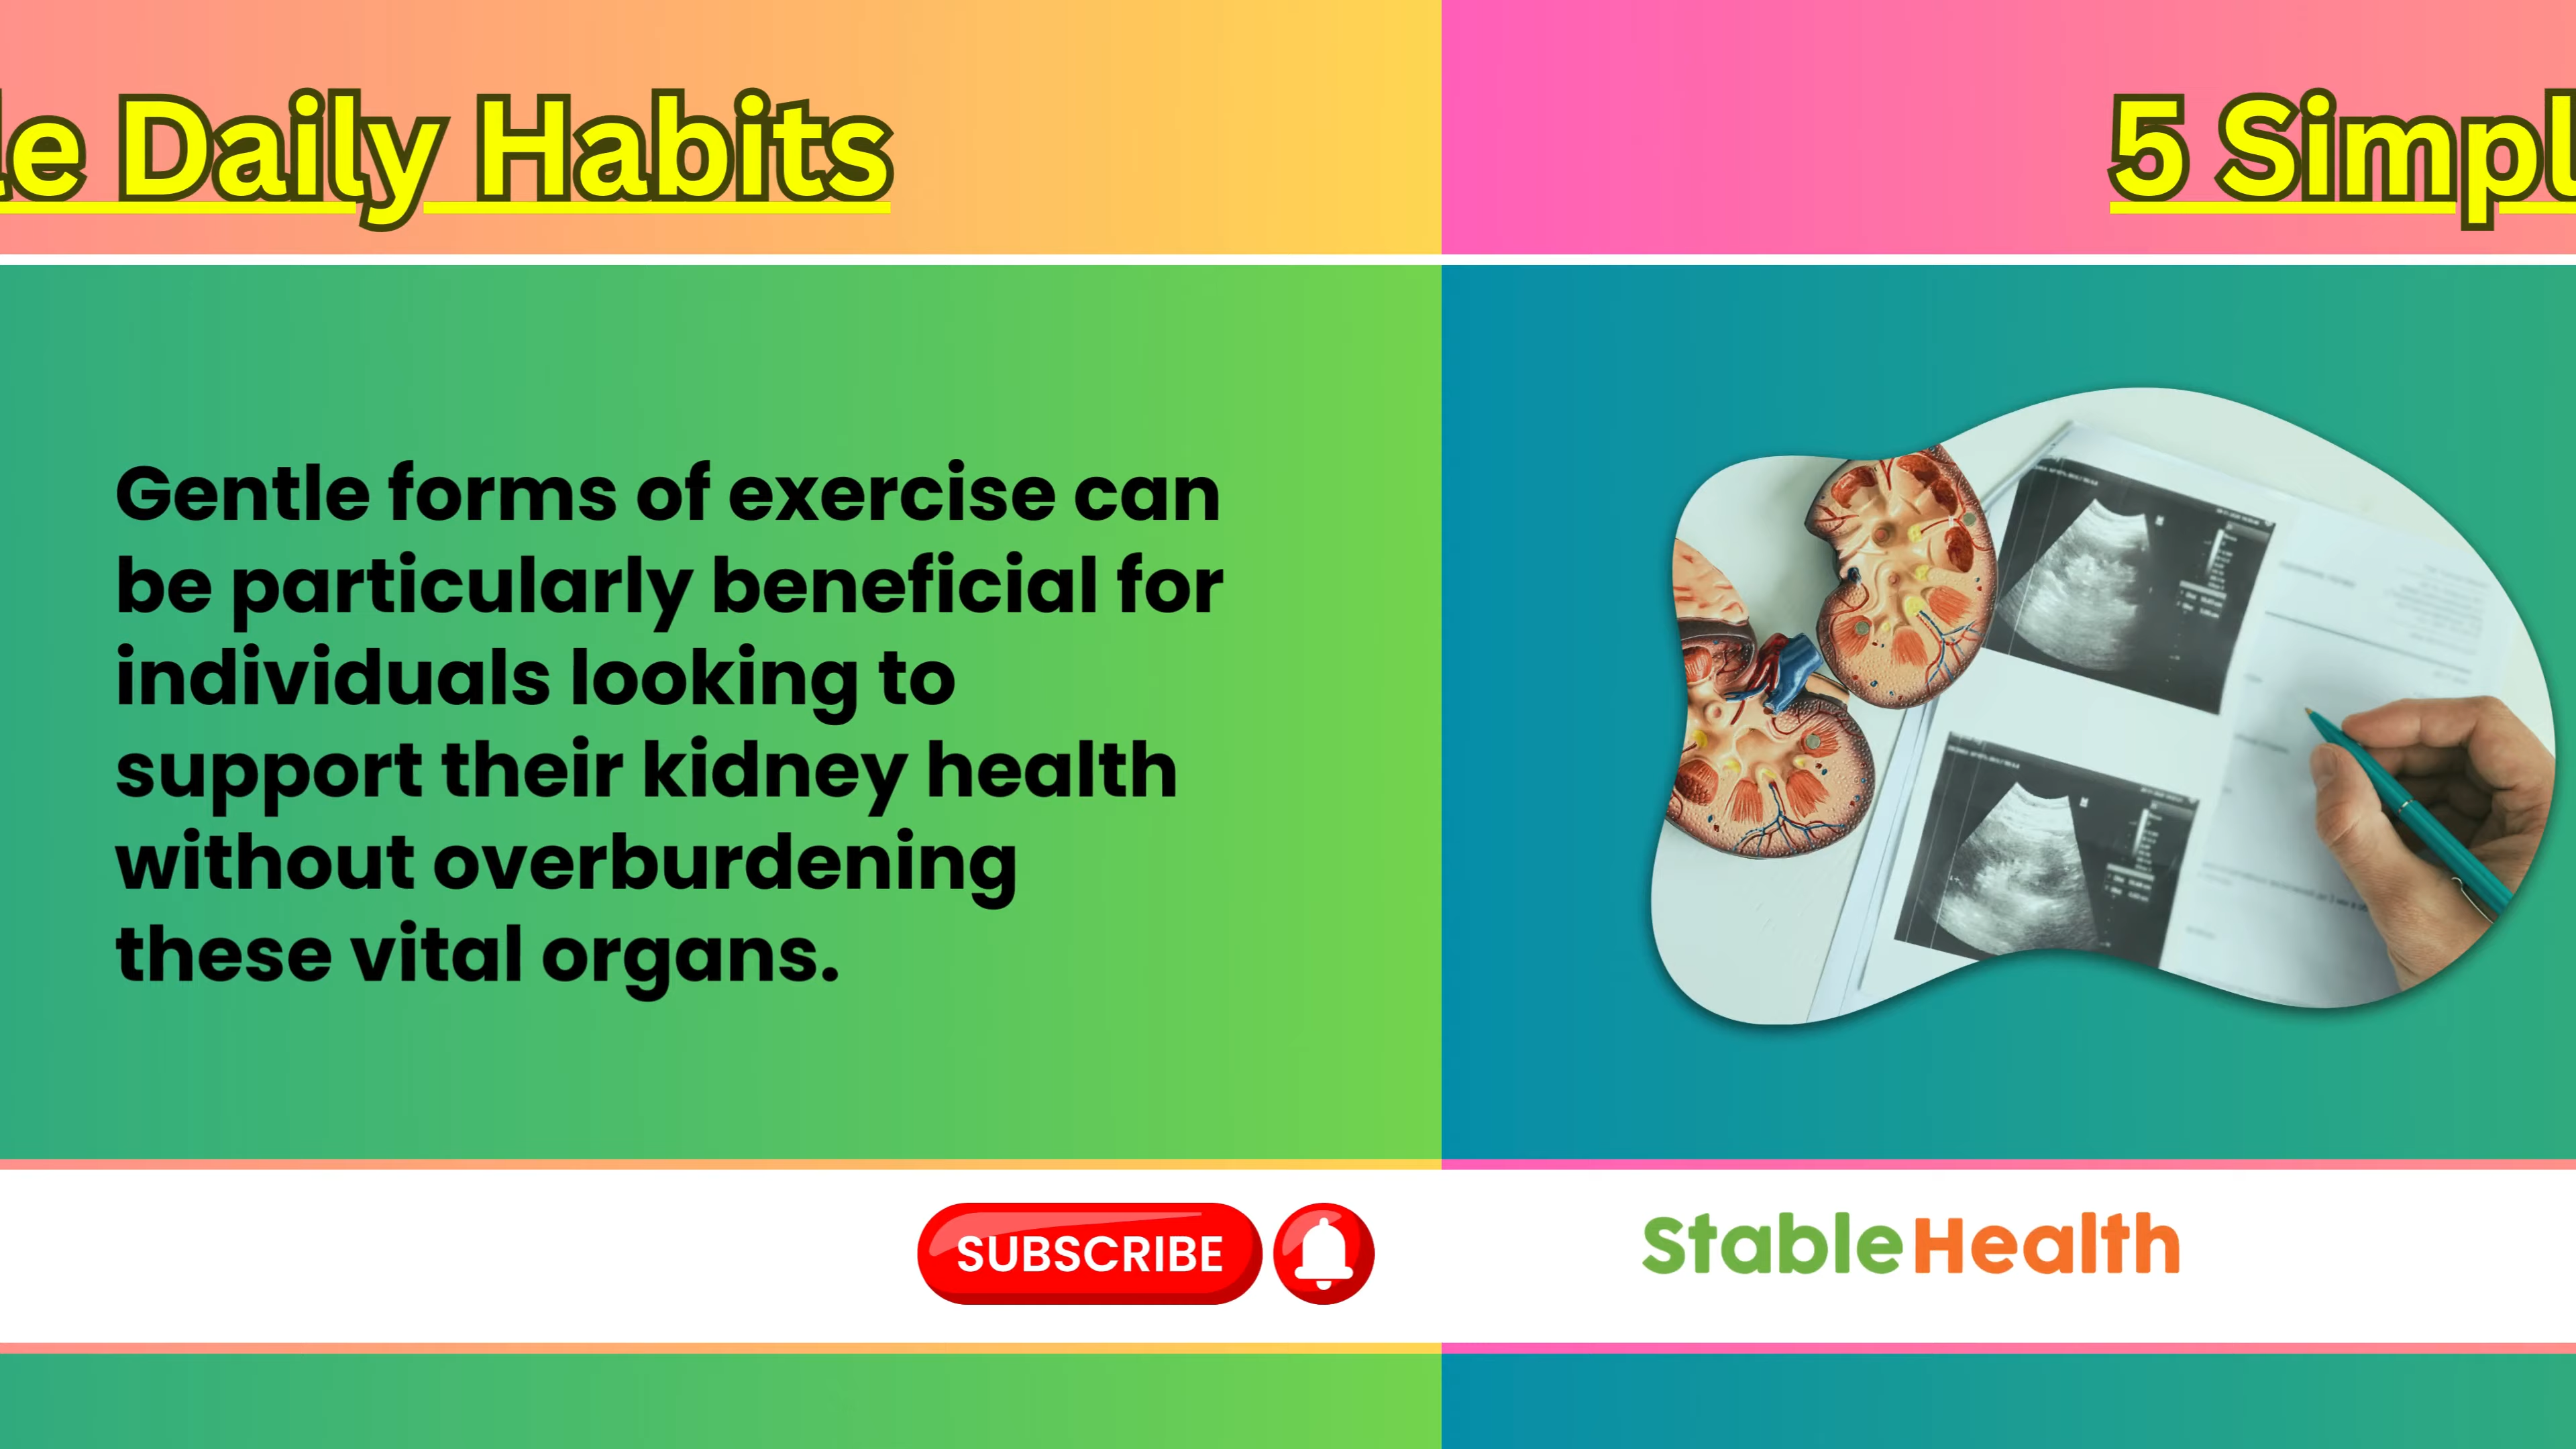 le Daily Habits
5 Simpl
Gentle forms of exercise can
be particularly beneficial for
individuals looking to
support their kidney health
without overburdening
these vital organs.
SUBSCRIBE
StableHealth